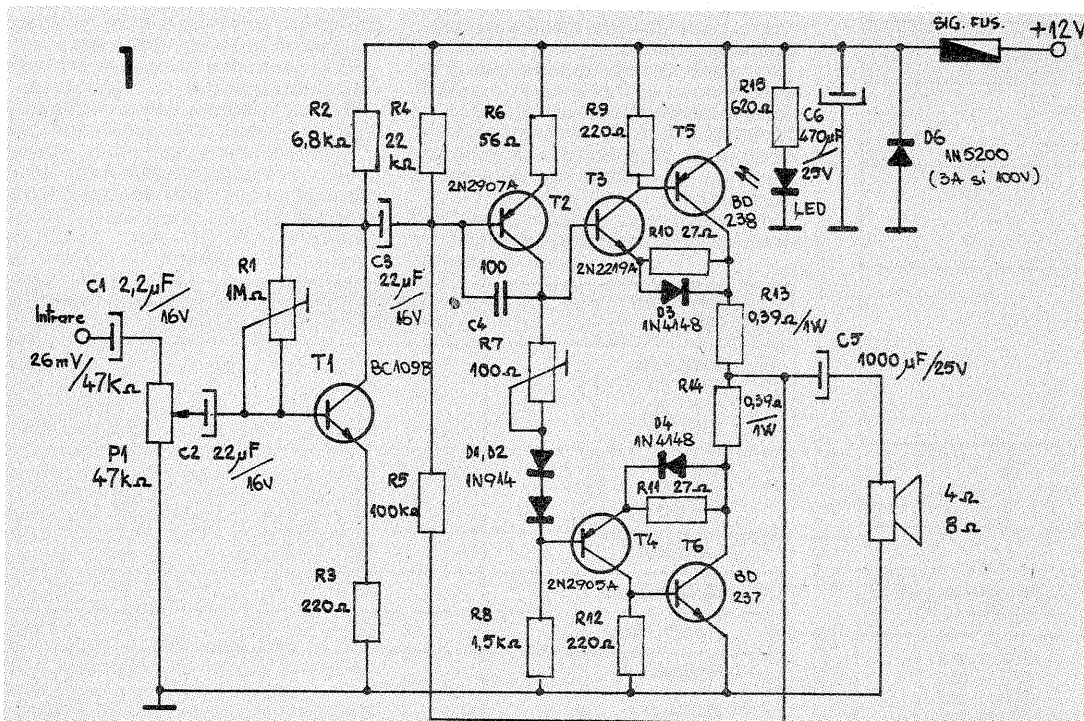 1
SIG. FUS.
+12V
R2
6,8kΩ
R4
22
kΩ
R6
56Ω
R9
220Ω
T5
R15
620Ω
C6
470µF/
25V
D6
1N5200
(3A si 100V)
2N2907A
T2
T3
BD
238
LED
R10 27Ω
2N2219A
D3
1N4148
R13
0,39Ω/1W
C5
1000µF/25V
C1 2,2µF/
16V
Intrare
26mV/47kΩ
R1
1MΩ
C3
22µF/
16V
100
C4
R7
100Ω
T1
BC109B
P1
47kΩ
C2 22µF/
16V
R14
0,39Ω
1W
D4
1N4148
D1, D2
1N914
R11 27Ω
R5
100kΩ
T4
T6
2N2905A
BD
237
4Ω
8Ω
R3
220Ω
R8
1,5kΩ
R12
220Ω